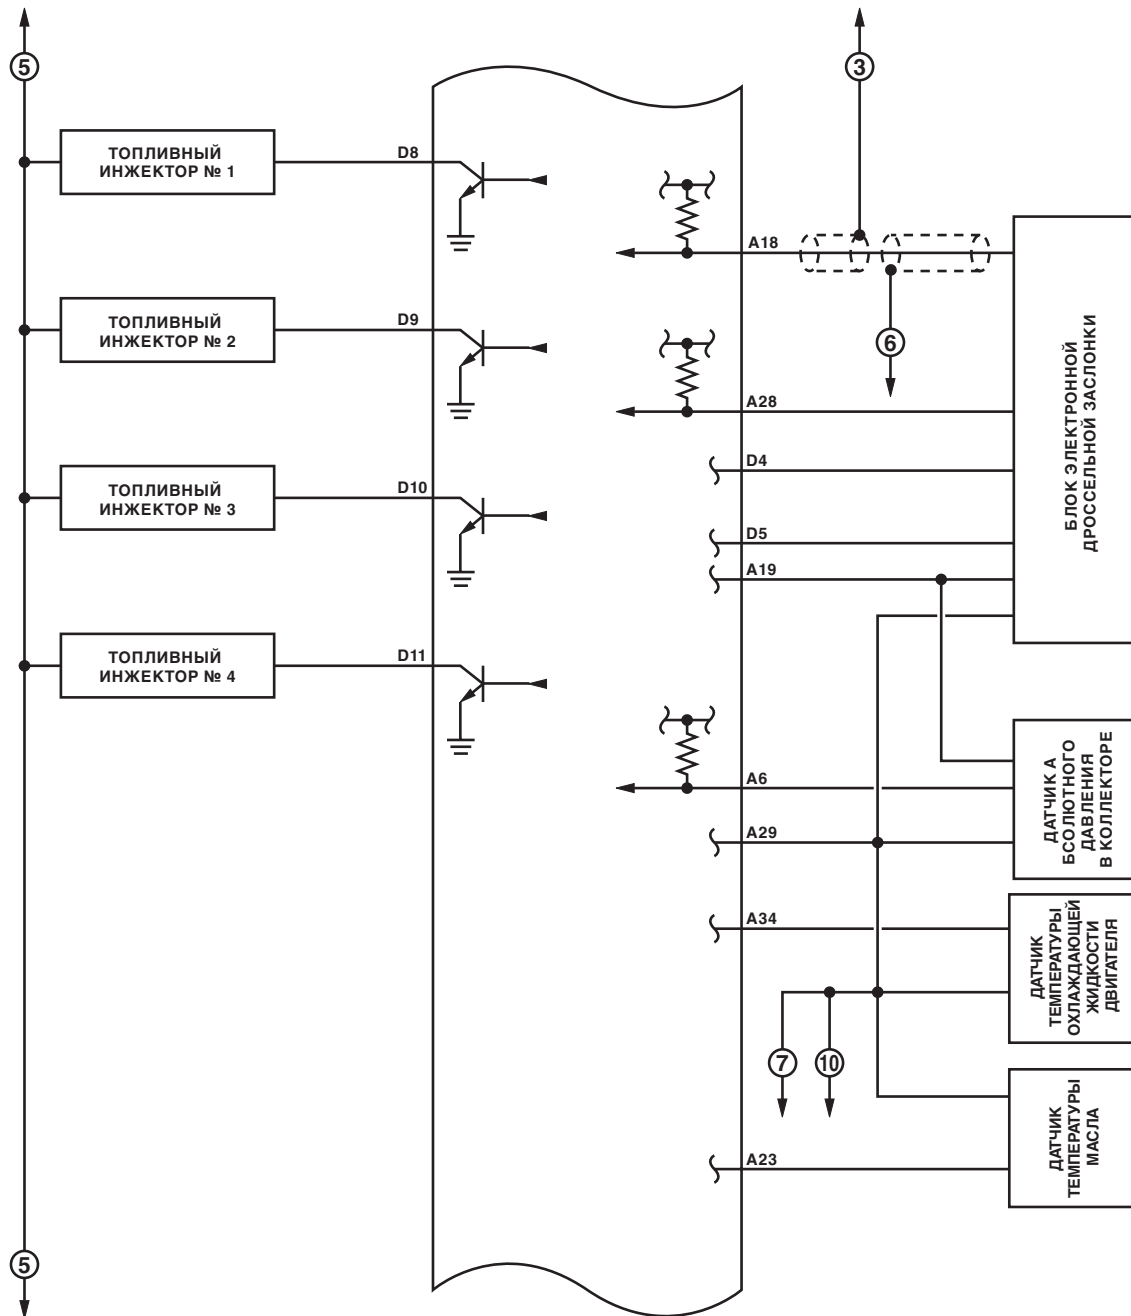 5
3
ТОПЛИВНЫЙ
ИНЖЕКТОР № 1
D8
A18
ТОПЛИВНЫЙ
ИНЖЕКТОР № 2
D9
6
A28
БЛОК ЭЛЕКТРОННОЙ
ДРОССЕЛЬНОЙ ЗАСЛОНКИ
D4
ТОПЛИВНЫЙ
ИНЖЕКТОР № 3
D10
D5
A19
ТОПЛИВНЫЙ
ИНЖЕКТОР № 4
D11
A6
A29
ДАТЧИК А
БСОЛЮТНОГО
ДАВЛЕНИЯ
В КОЛЛЕКТОРЕ
A34
ДАТЧИК
ТЕМПЕРАТУРЫ
ОХЛАЖДАЮЩЕЙ
ЖИДКОСТИ
ДВИГАТЕЛЯ
7
10
ДАТЧИК
ТЕМПЕРАТУРЫ
МАСЛА
A23
5